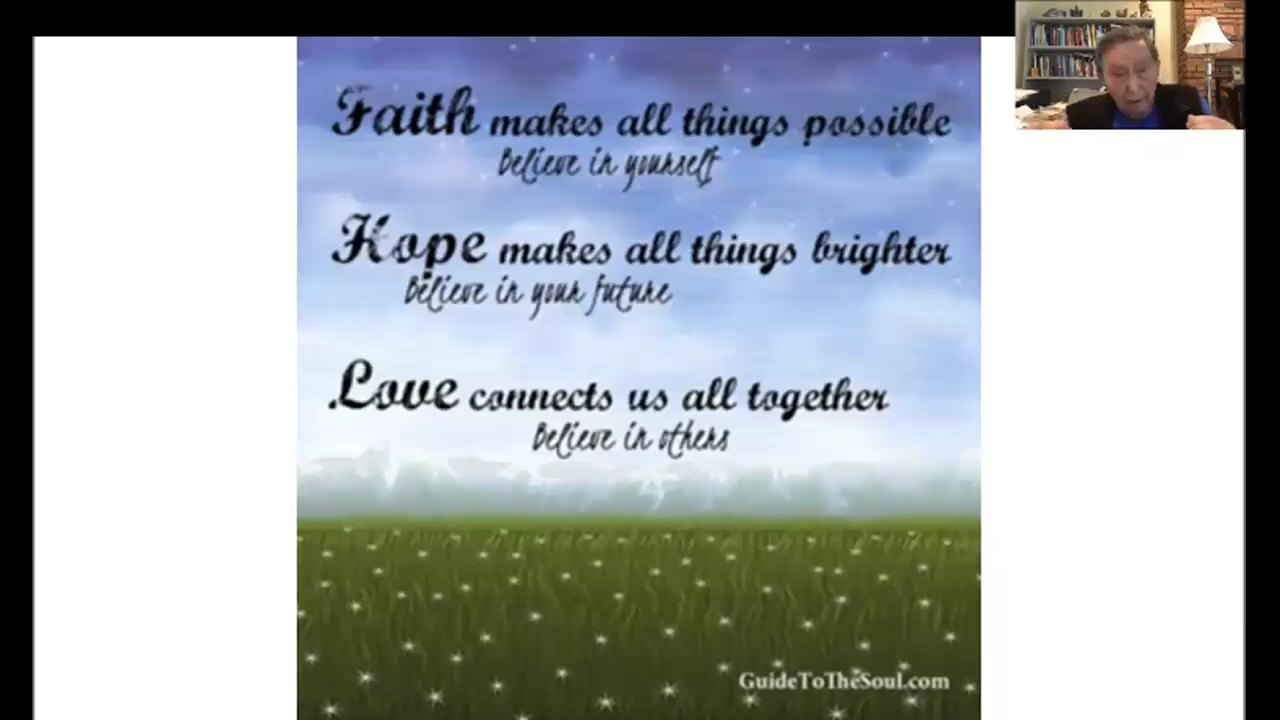 Faith makes all things possible
Believe in yourself
Hope makes all things brighter
Believe in your future
Love connects us all together
Believe in others
GuideToTheSoul.com